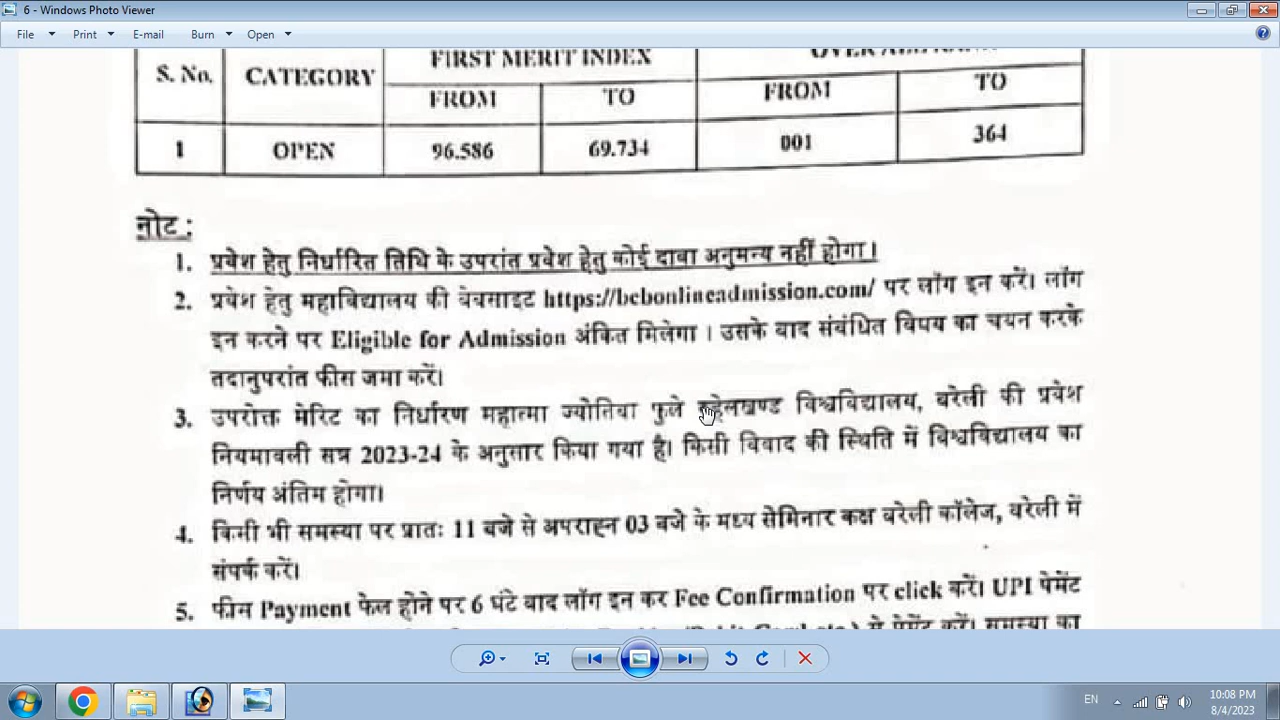 6 - Windows Photo Viewer
File Print E-mail Burn Open
S. No. CATEGORY FIRST MERIT INDEX
FROM TO FROM TO
1 OPEN 96.586 69.734 001 364
नोट :
1. प्रवेश हेतु निर्धारित तिथि के उपरांत प्रवेश हेतु कोई दावा अनुमन्य नहीं होगा।
2. प्रवेश हेतु महाविद्यालय की वेबसाइट https://bcbonlineadmission.com/ पर लॉग इन करें। लॉग
इन करने पर Eligible for Admission अंकित मिलेगा । उसके बाद संबंधित विषय का चयन करके
तदानुपरांत फीस जमा करें।
3. उपरोक्त मेरिट का निर्धारण महात्मा ज्योतिबा फुले रुहेलखण्ड विश्वविद्यालय, बरेली की प्रवेश
नियमावली सत्र 2023-24 के अनुसार किया गया है। किसी विवाद की स्थिति में विश्वविद्यालय का
निर्णय अंतिम होगा।
4. किसी भी समस्या पर प्रातः 11 बजे से अपराह्न 03 बजे के मध्य सेमिनार कक्ष बरेली कॉलेज, बरेली में
संपर्क करें।
5. फीस Payment फेल होने पर 6 घंटे बाद लॉग इन कर Fee Confirmation पर click करें। UPI पेमेंट
से पेमेंट करें। समस्या का
EN
10:08 PM
8/4/2023